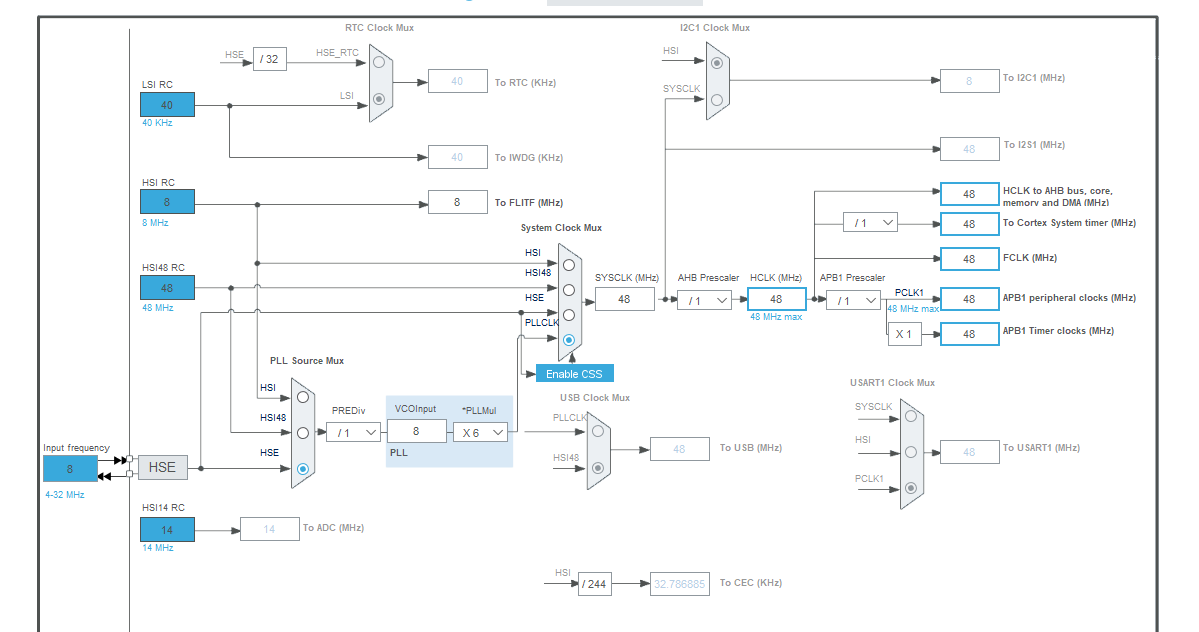 RTC Clock Mux
I2C1 Clock Mux
HSE
/ 32
HSE_RTC
HSI
LSI RC
40
To RTC (KHz)
8
To I2C1 (MHz)
LSI
SYSCLK
40
40 KHz
48
To I2S1 (MHz)
40
To IWDG (KHz)
HSI RC
8
8 MHz
8
To FLITF (MHz)
48
HCLK to AHB bus, core,
memory and DMA (MHz)
System Clock Mux
/ 1
48
To Cortex System timer (MHz)
HSI
HSI48 RC
48
48 MHz
HSI48
48
FCLK (MHz)
SYSCLK (MHz)
48
AHB Prescaler
/ 1
HCLK (MHz)
48
48 MHz max
APB1 Prescaler
/ 1
HSE
PCLK1
48 MHz max
48
APB1 peripheral clocks (MHz)
PLLCLK
X 1
48
APB1 Timer clocks (MHz)
PLL Source Mux
Enable CSS
HSI
USB Clock Mux
USART1 Clock Mux
HSI48
PREDiv
/ 1
VCOInput
8
*PLLMul
X 6
PLL
PLLCLK
SYSCLK
HSE
HSI48
48
To USB (MHz)
HSI
48
To USART1 (MHz)
PCLK1
Input frequency
8
4-32 MHz
HSE
HSI14 RC
14
14 MHz
14
To ADC (MHz)
HSI
/ 244
32.786885
To CEC (KHz)